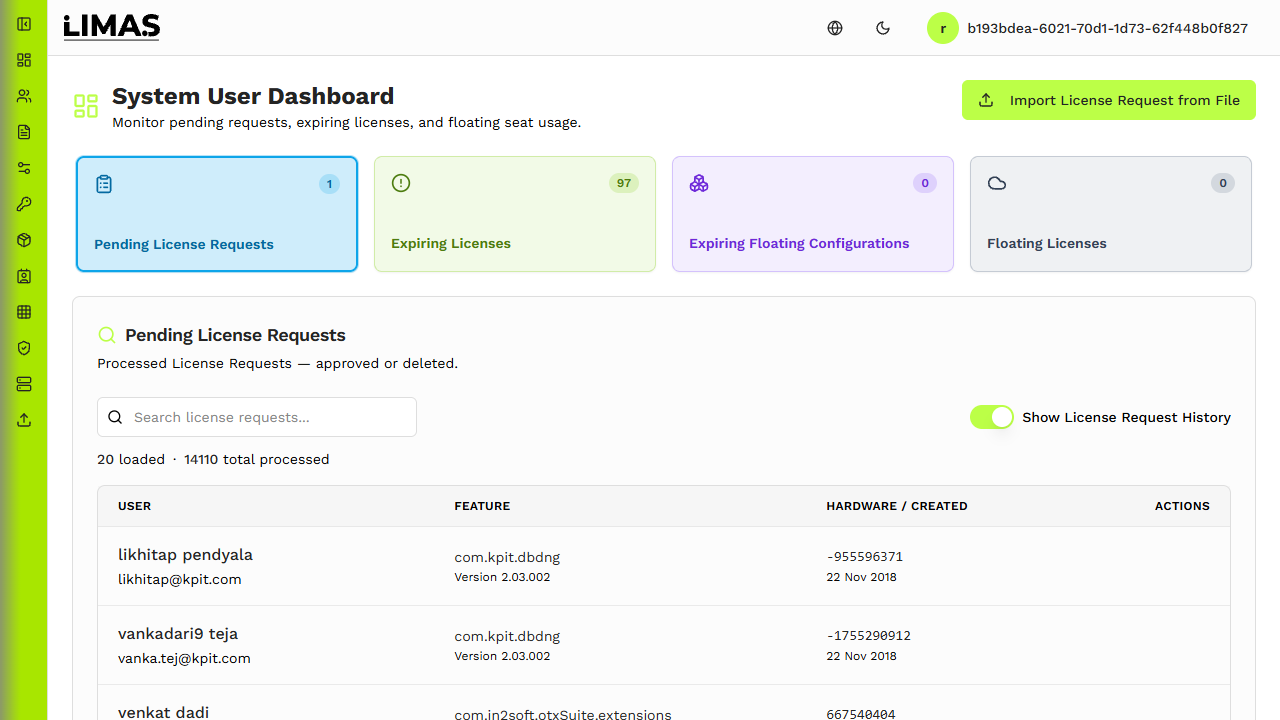 LIMAS
r
b193bdea-6021-70d1-1d73-62f448b0f827
System User Dashboard
Monitor pending requests, expiring licenses, and floating seat usage.
Import License Request from File
1
Pending License Requests
97
Expiring Licenses
0
Expiring Floating Configurations
0
Floating Licenses
Pending License Requests
Processed License Requests — approved or deleted.
Search license requests...
Show License Request History
20 loaded · 14110 total processed
USER FEATURE HARDWARE / CREATED ACTIONS
likhitap pendyala com.kpit.dbdng -955596371
likhitap@kpit.com Version 2.03.002 22 Nov 2018
vankadari9 teja com.kpit.dbdng -1755290912
vanka.tej@kpit.com Version 2.03.002 22 Nov 2018
venkat dadi com.in2soft.otxSuite.extensions 667540404